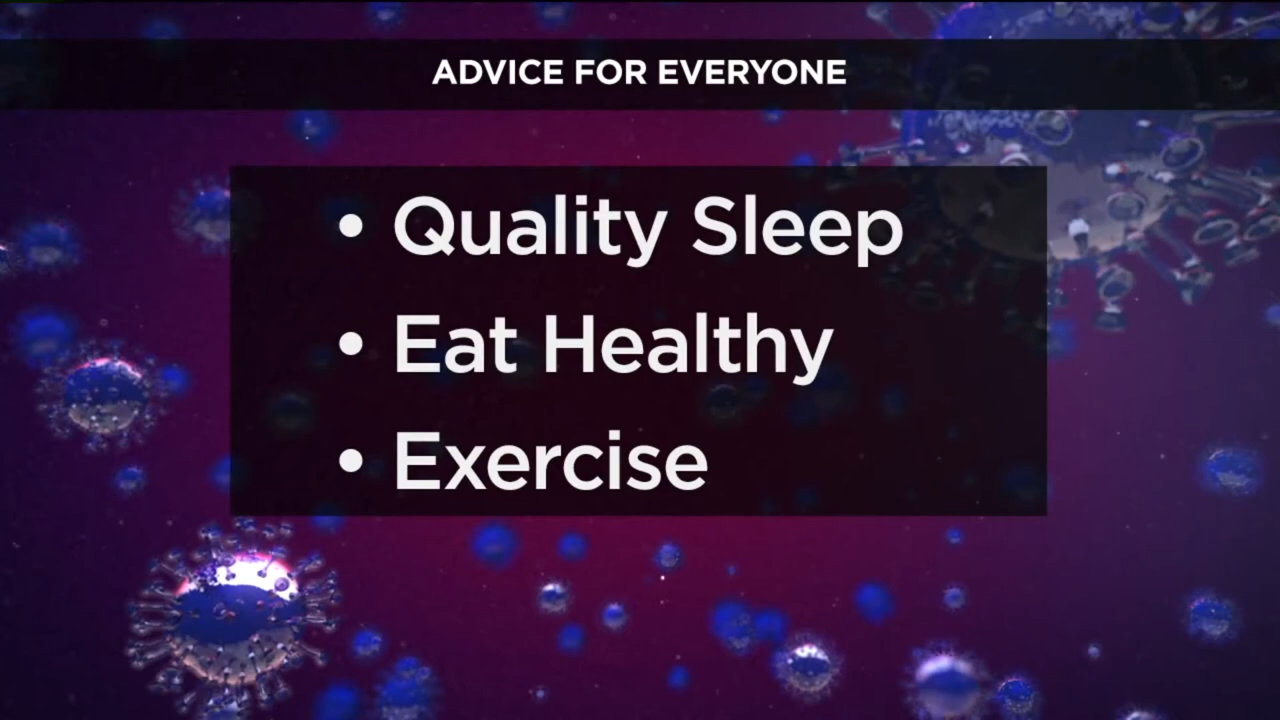 ADVICE FOR EVERYONE
• Quality Sleep
• Eat Healthy
• Exercise